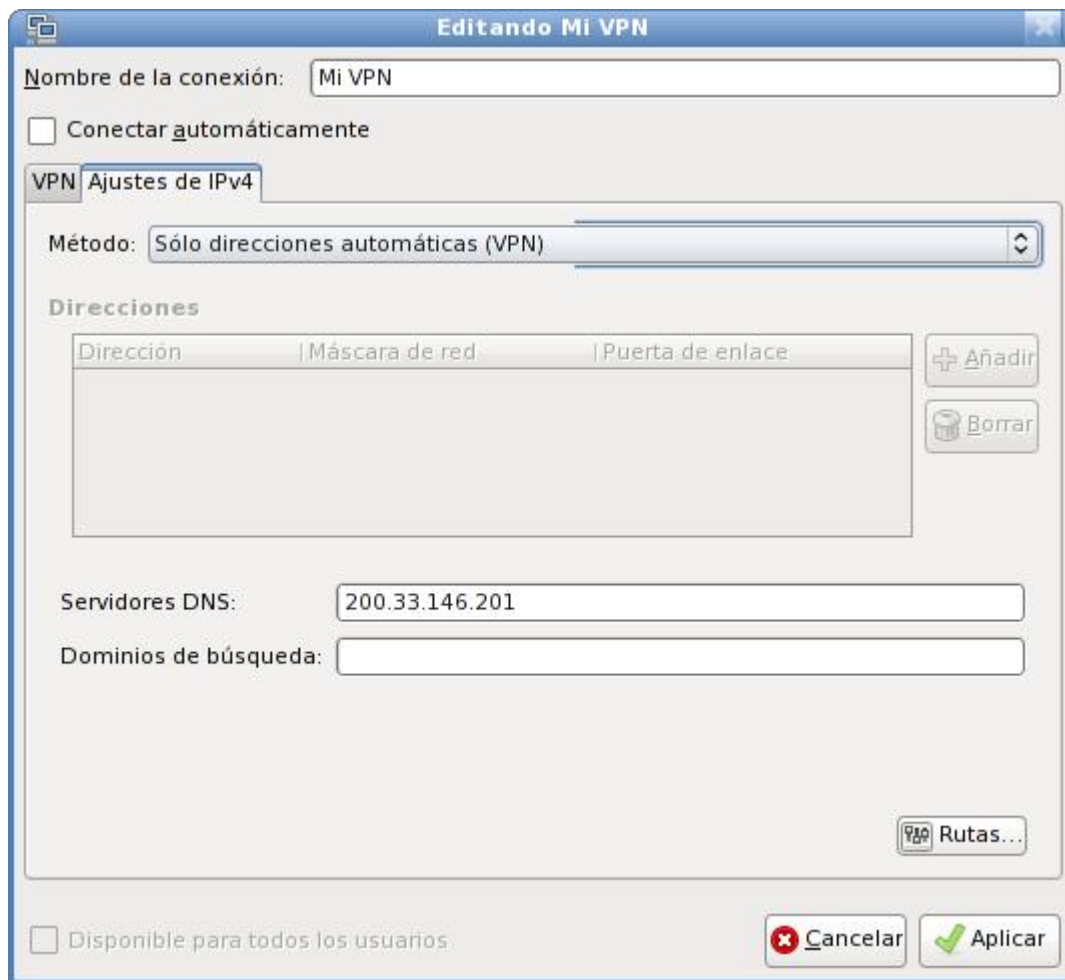 Editando Mi VPN
Nombre de la conexión: Mi VPN
Conectar automáticamente
VPN Ajustes de IPv4
Método: Sólo direcciones automáticas (VPN)
Direcciones
Dirección Máscara de red Puerta de enlace
Añadir
Borrar
Servidores DNS: 200.33.146.201
Dominios de búsqueda:
Rutas...
Disponible para todos los usuarios Cancelar Aplicar